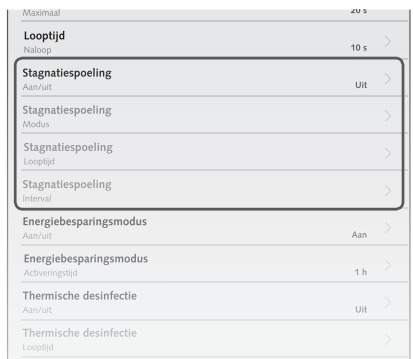 Maximaal 20 s
Looptijd
Naloop 10 s
Stagnatiespoeling
Aan/uit Uit
Stagnatiespoeling
Modus
Stagnatiespoeling
Looptijd
Stagnatiespoeling
Interval
Energiebesparingsmodus
Aan/uit Aan
Energiebesparingsmodus
Activeringstijd 1 h
Thermische desinfectie
Aan/uit Uit
Thermische desinfectie
Looptijd